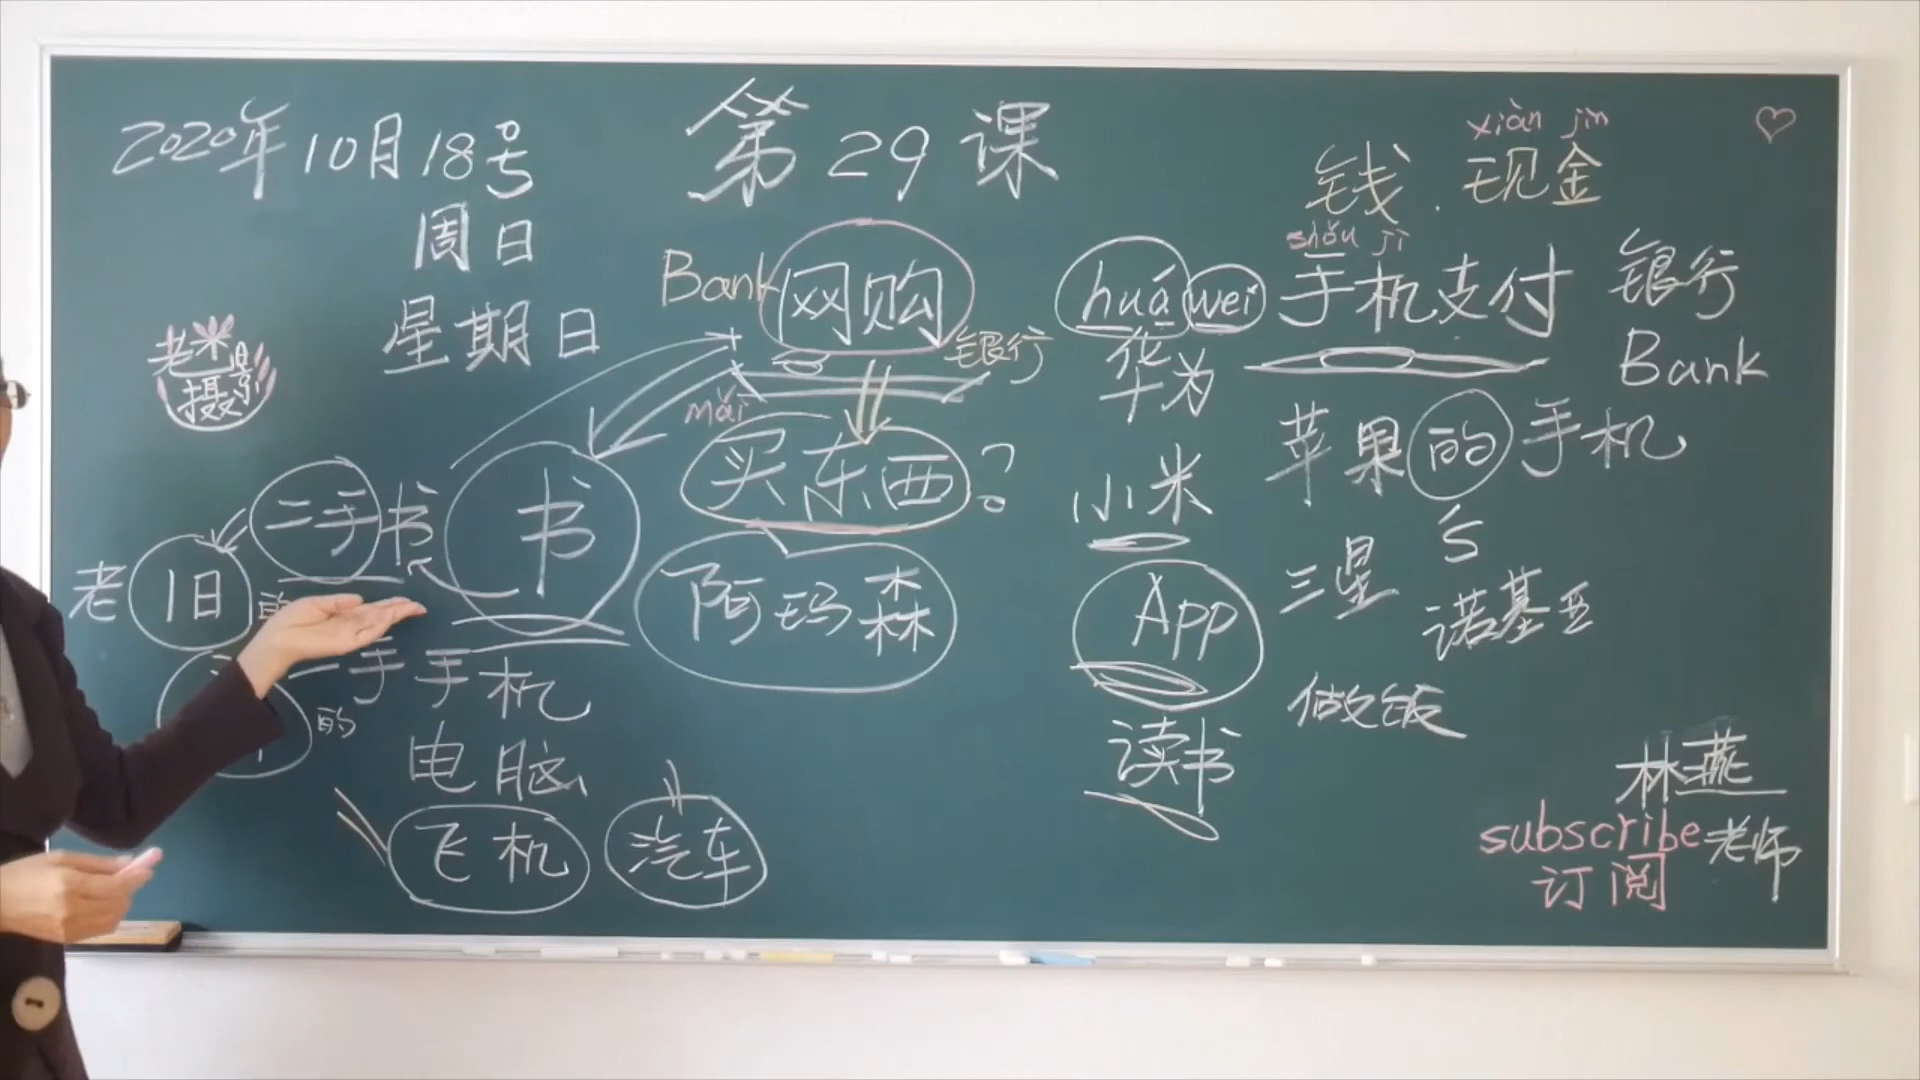 2020年10月18号
第29课
周日
星期日
老米
摄影
Bank
网购
银行
mǎi
买东西?
阿玛森
二手书
书
老旧的
二手手机
的
电脑
飞机
汽车
huáwei
华为
小米
App
读书
xiàn jīn
钱.现金
shǒu jī
手机支付
银行
Bank
苹果的手机
三星
诺基亚
做饭
林燕
老师
subscribe
订阅